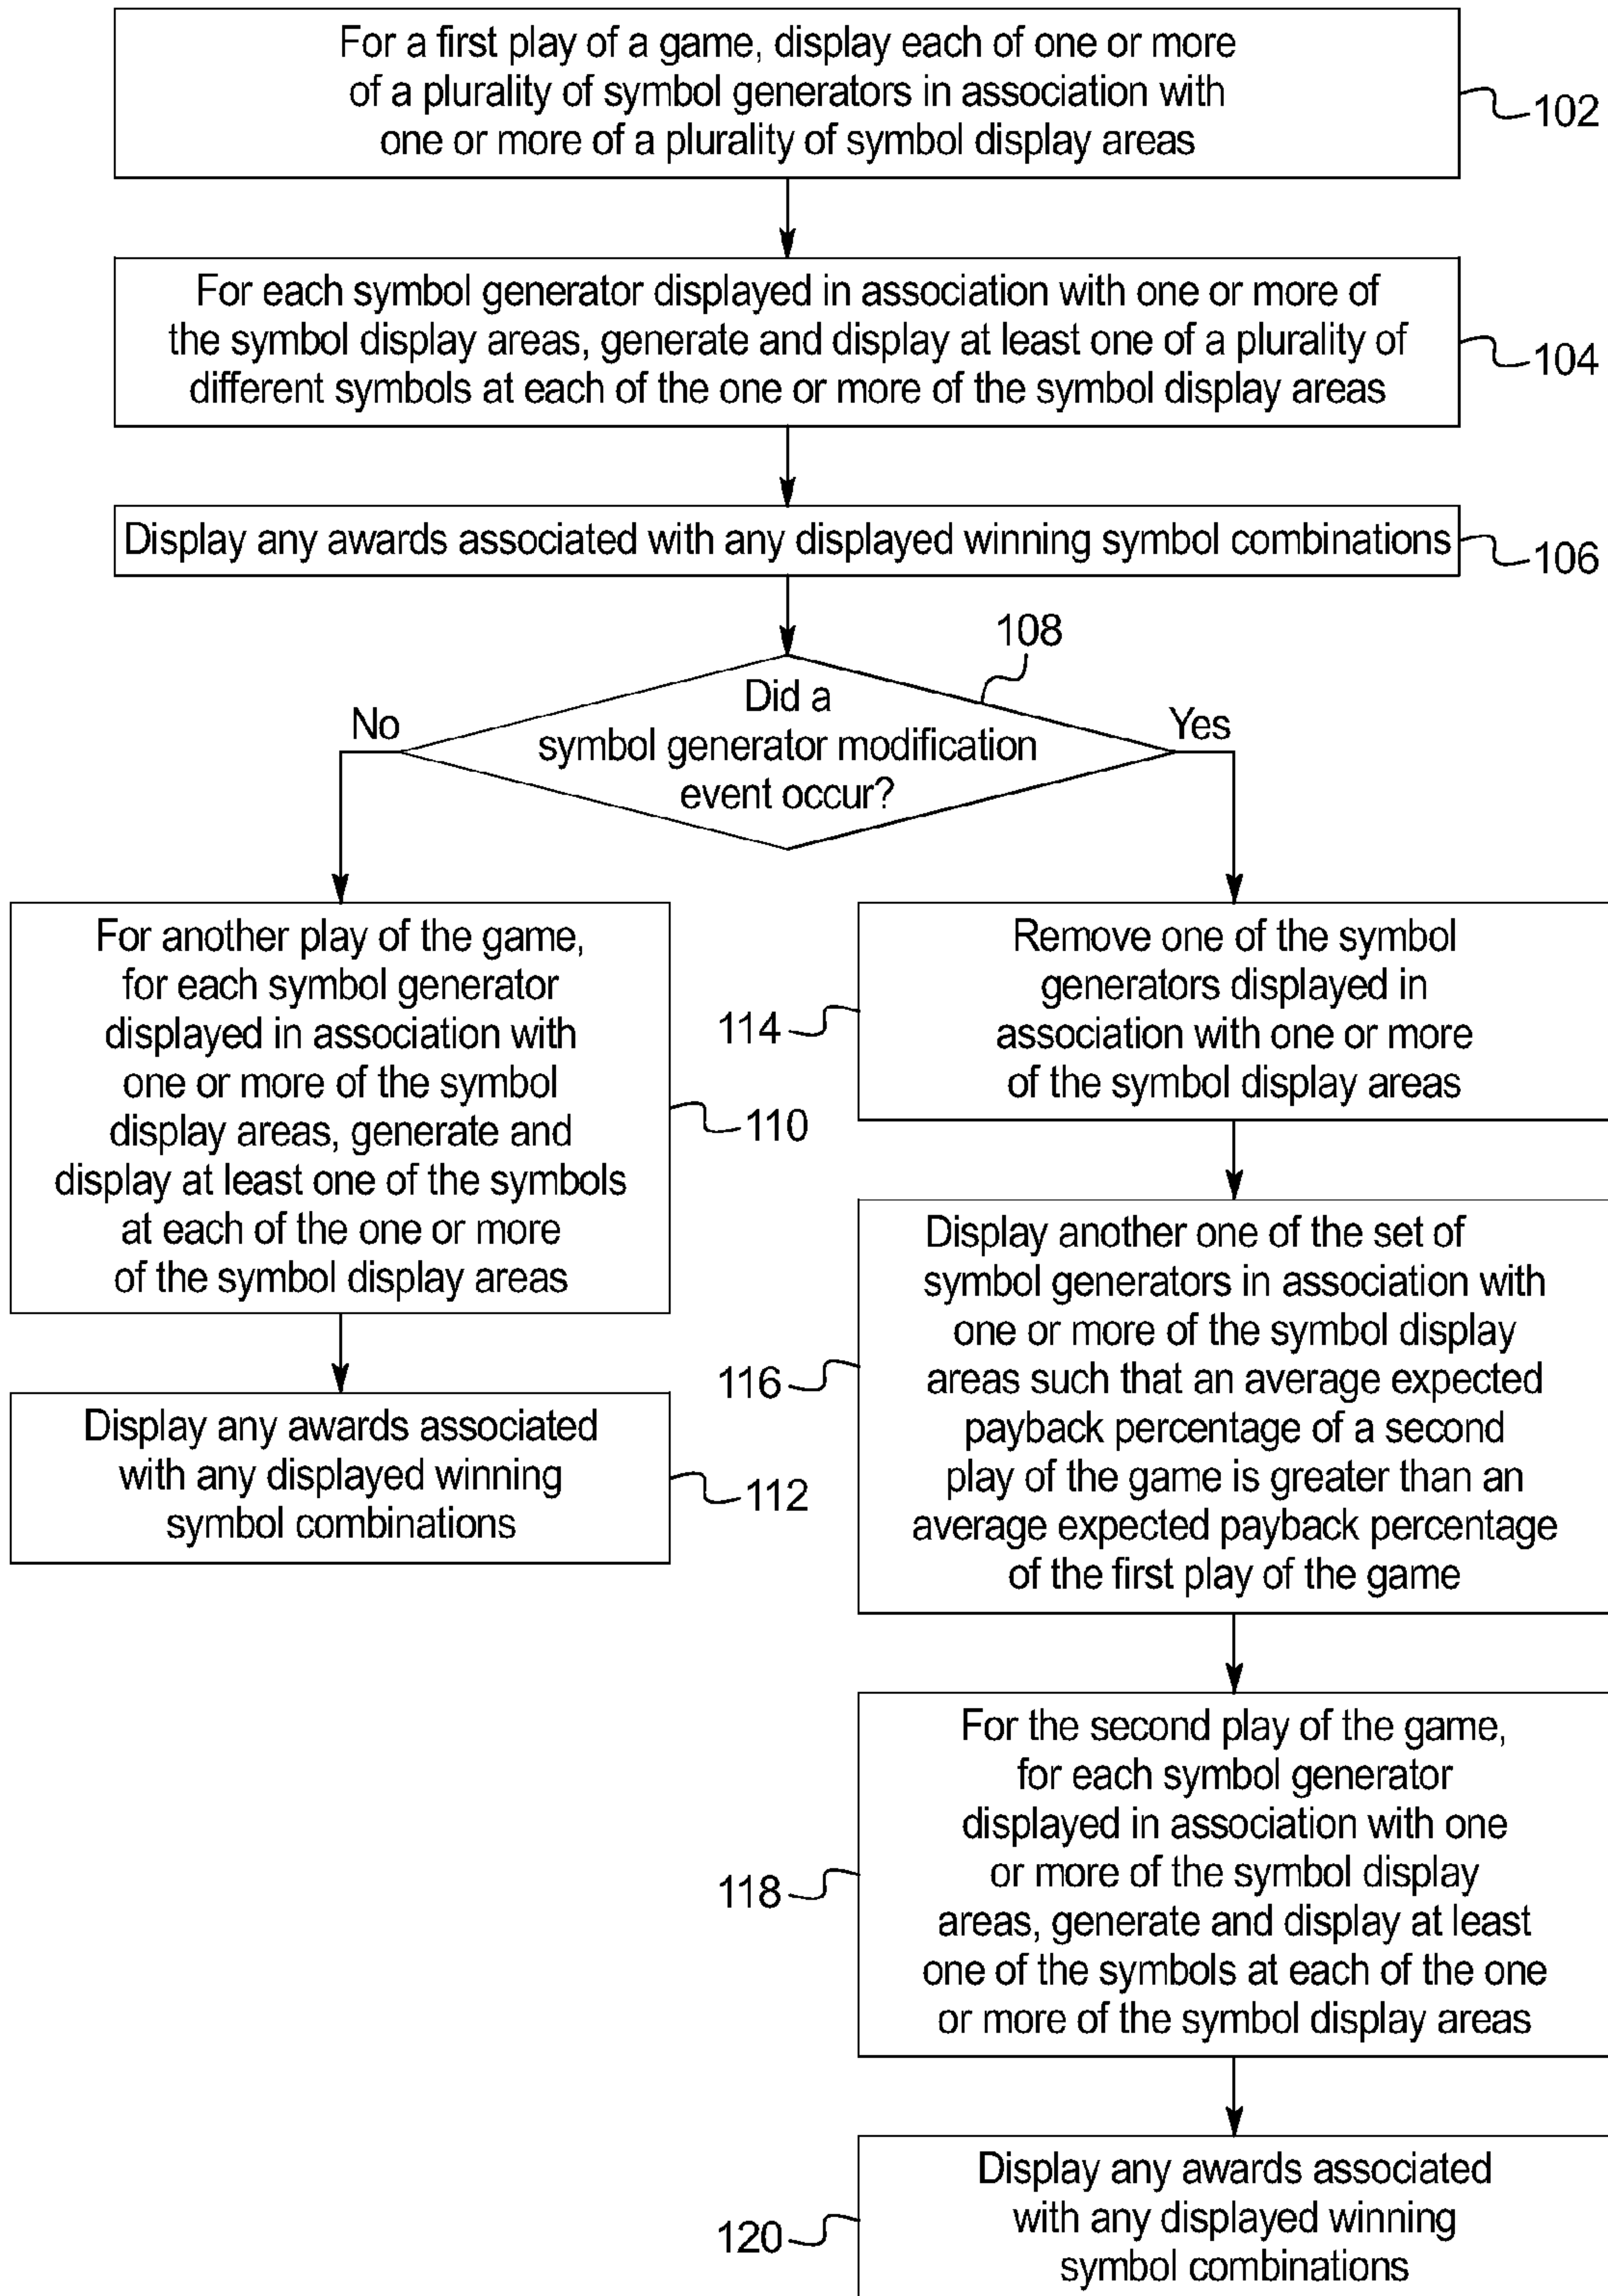 For a first play of a game, display each of one or more
of a plurality of symbol generators in association with
one or more of a plurality of symbol display areas
102
For each symbol generator displayed in association with one or more of
the symbol display areas, generate and display at least one of a plurality of
different symbols at each of the one or more of the symbol display areas
104
Display any awards associated with any displayed winning symbol combinations
106
108
Did a
symbol generator modification
event occur?
No
Yes
For another play of the game,
for each symbol generator
displayed in association with
one or more of the symbol
display areas, generate and
display at least one of the symbols
at each of the one or more
of the symbol display areas
110
Display any awards associated
with any displayed winning
symbol combinations
112
Remove one of the symbol
generators displayed in
association with one or more
of the symbol display areas
114
Display another one of the set of
symbol generators in association with
one or more of the symbol display
areas such that an average expected
payback percentage of a second
play of the game is greater than an
average expected payback percentage
of the first play of the game
116
For the second play of the game,
for each symbol generator
displayed in association with one
or more of the symbol display
areas, generate and display at least
one of the symbols at each of the one
or more of the symbol display areas
118
Display any awards associated
with any displayed winning
symbol combinations
120